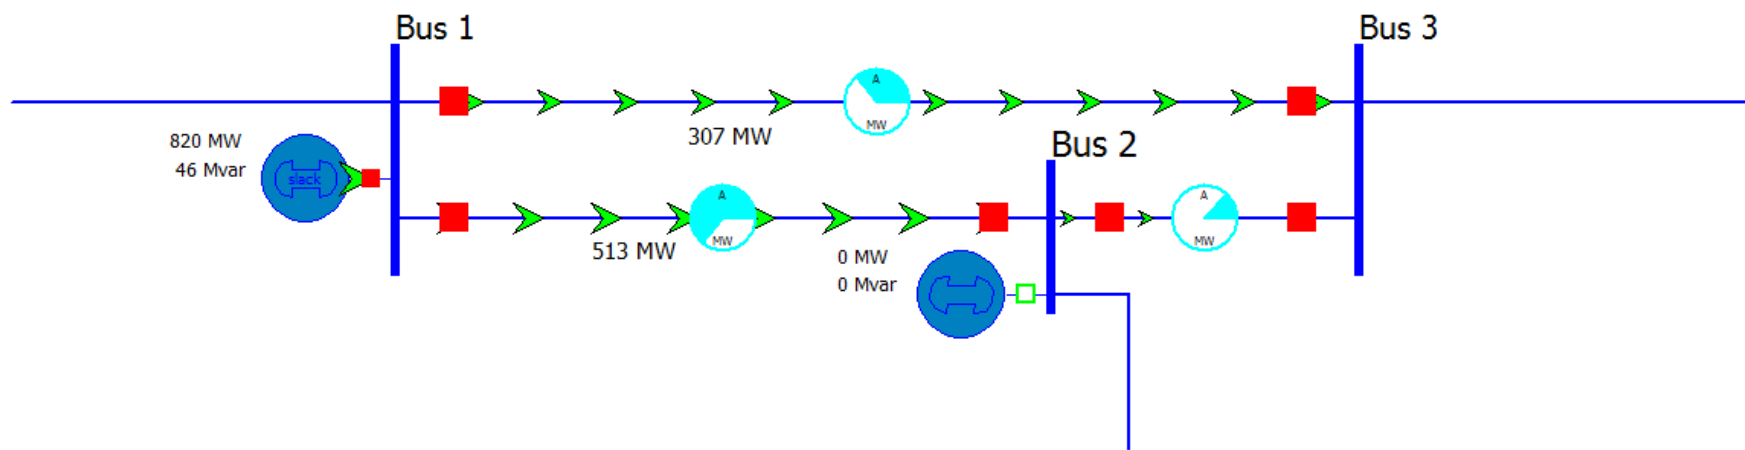 Bus 1
Bus 3
A
MW
820 MW
307 MW
46 Mvar
Bus 2
slack
A
MW
A
MW
513 MW
0 MW
0 Mvar